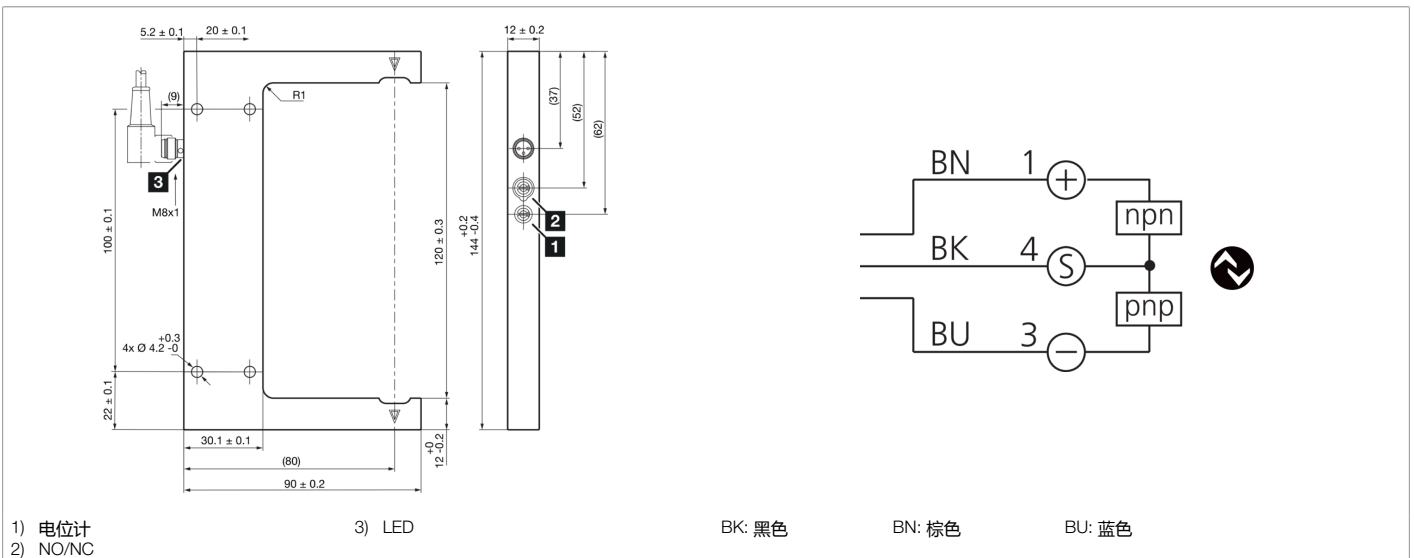 5.2 ± 0.1
20 ± 0.1
12 ± 0.2
(9)
R1
(37)
(52)
(62)
3
M8x1
2
1
100 ± 0.1
120 ± 0.3
+0.2
144 -0.4
+0.3
4x Ø 4.2 -0
22 ± 0.1
30.1 ± 0.1
+0
12 -0.2
(80)
90 ± 0.2
BN 1 +
npn
BK 4 S
pnp
BU 3 −
1) 电位计
2) NO/NC
3) LED
BK: 黑色
BN: 棕色
BU: 蓝色